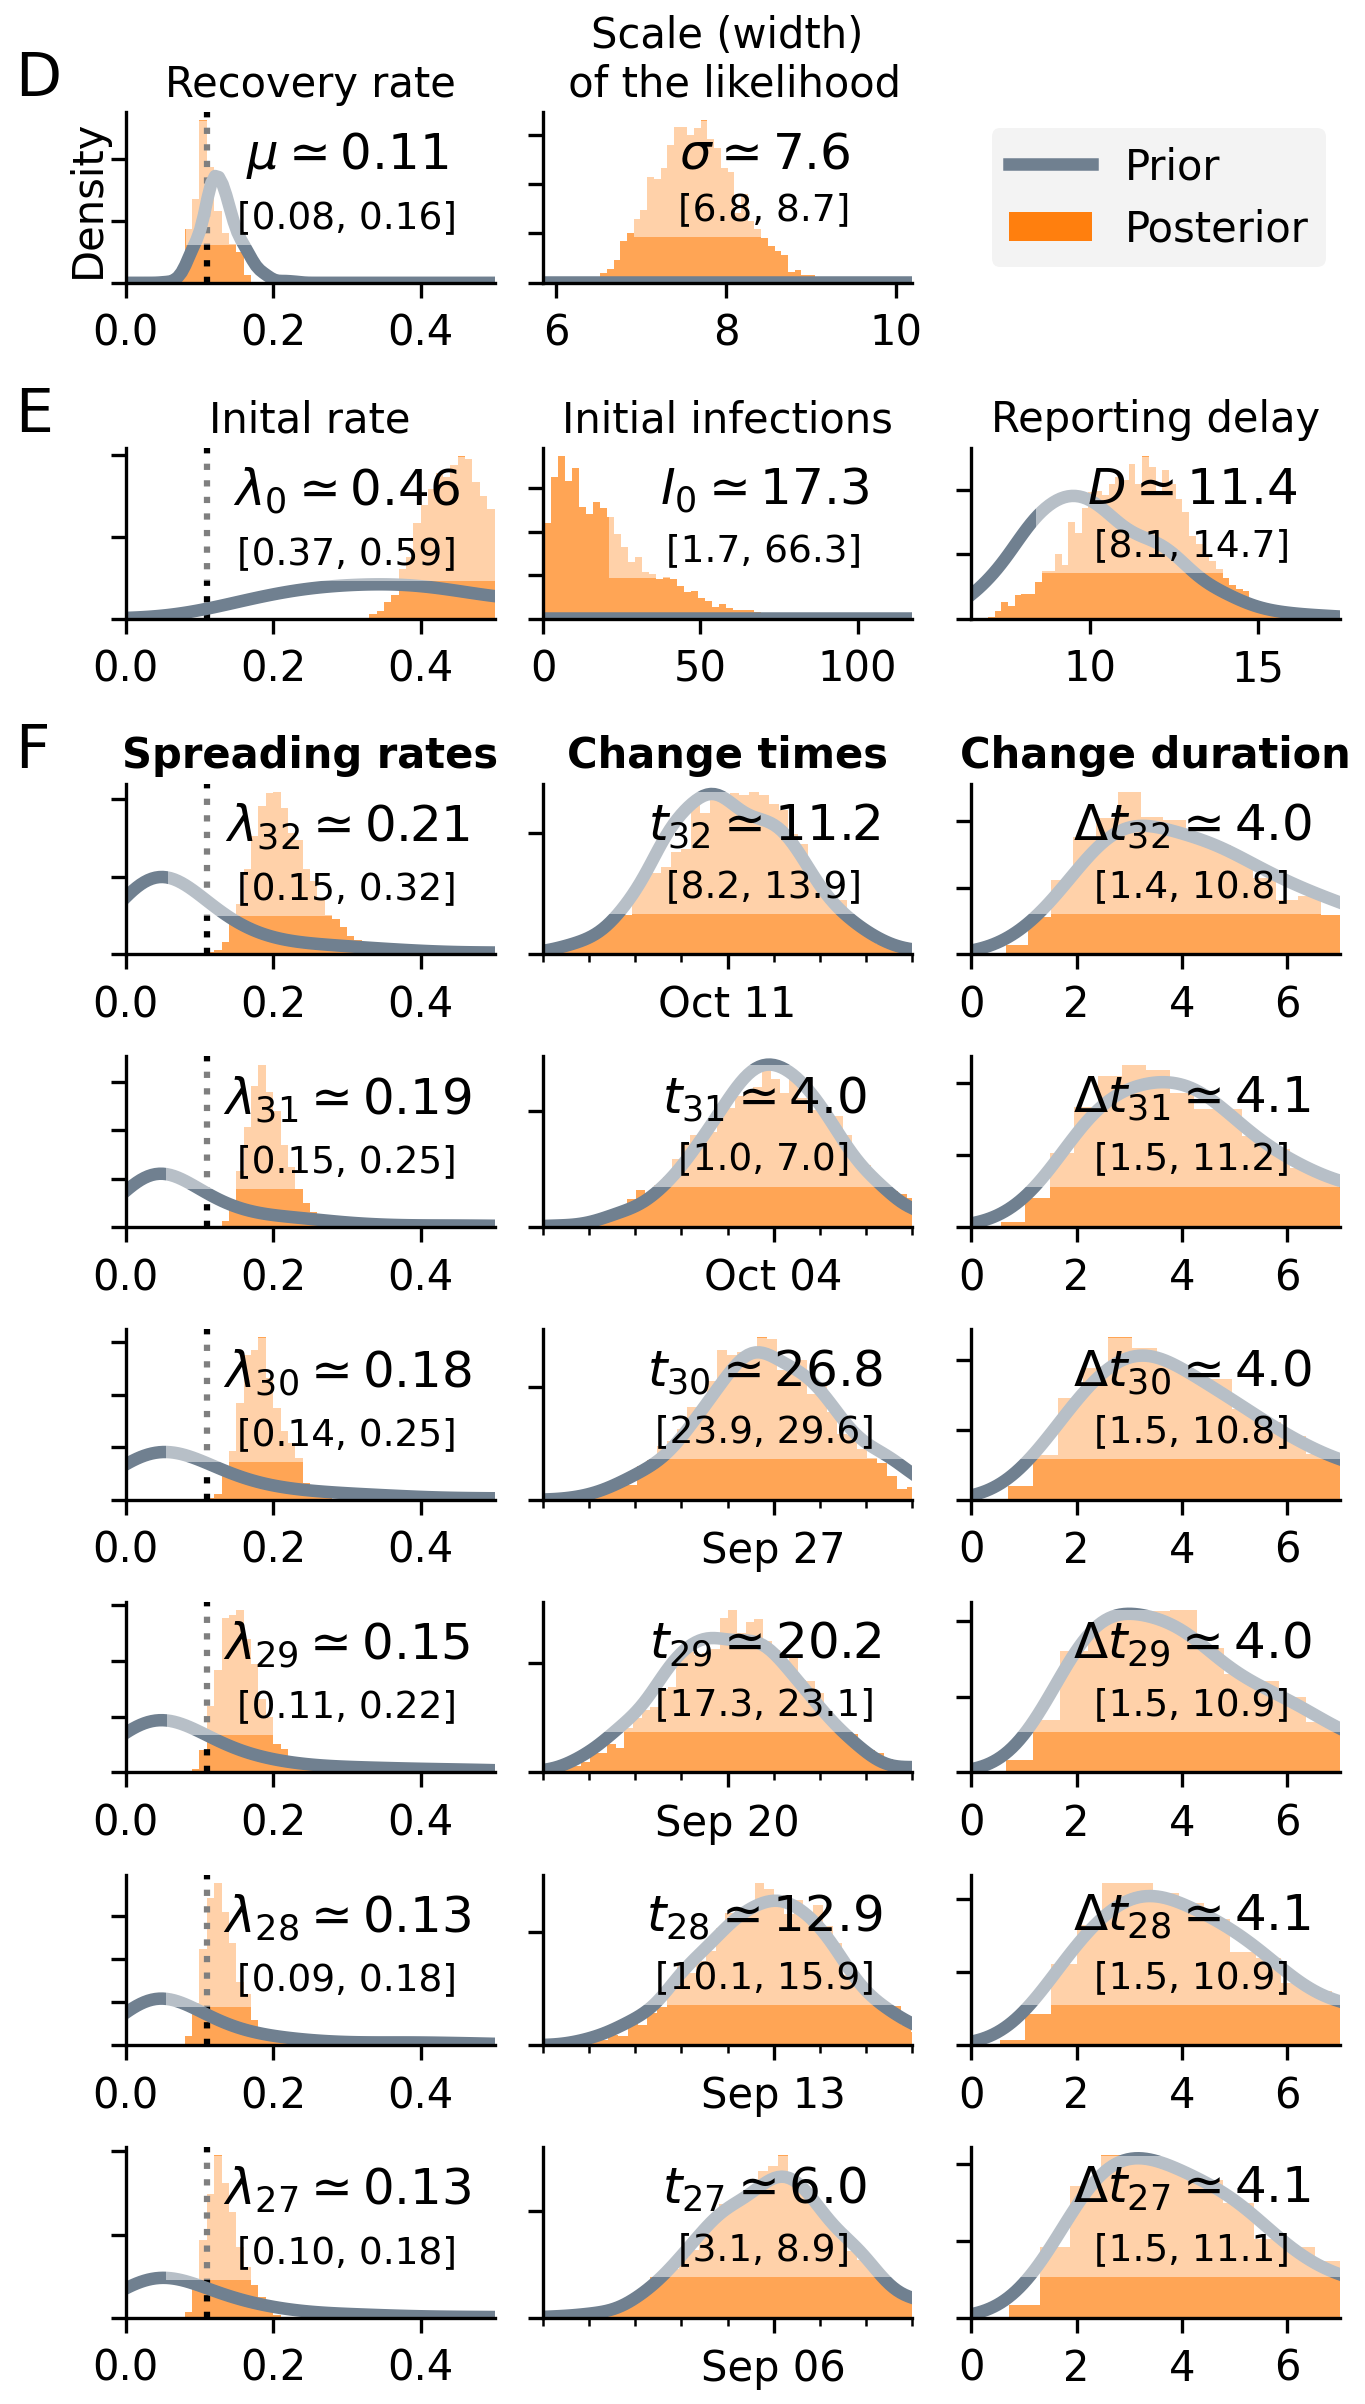 D
Recovery rate
Scale (width)
of the likelihood
Density
μ ≃ 0.11
[0.08, 0.16]
0.0 0.2 0.4
σ ≃ 7.6
[6.8, 8.7]
6 8 10
Prior
Posterior
E
Inital rate
λ0 ≃ 0.46
[0.37, 0.59]
0.0 0.2 0.4
Initial infections
I0 ≃ 17.3
[1.7, 66.3]
0 50 100
Reporting delay
D ≃ 11.4
[8.1, 14.7]
10 15
F
Spreading rates
Change times
Change duration
λ32 ≃ 0.21
[0.15, 0.32]
0.0 0.2 0.4
t32 ≃ 11.2
[8.2, 13.9]
Oct 11
Δt32 ≃ 4.0
[1.4, 10.8]
0 2 4 6
λ31 ≃ 0.19
[0.15, 0.25]
0.0 0.2 0.4
t31 ≃ 4.0
[1.0, 7.0]
Oct 04
Δt31 ≃ 4.1
[1.5, 11.2]
0 2 4 6
λ30 ≃ 0.18
[0.14, 0.25]
0.0 0.2 0.4
t30 ≃ 26.8
[23.9, 29.6]
Sep 27
Δt30 ≃ 4.0
[1.5, 10.8]
0 2 4 6
λ29 ≃ 0.15
[0.11, 0.22]
0.0 0.2 0.4
t29 ≃ 20.2
[17.3, 23.1]
Sep 20
Δt29 ≃ 4.0
[1.5, 10.9]
0 2 4 6
λ28 ≃ 0.13
[0.09, 0.18]
0.0 0.2 0.4
t28 ≃ 12.9
[10.1, 15.9]
Sep 13
Δt28 ≃ 4.1
[1.5, 10.9]
0 2 4 6
λ27 ≃ 0.13
[0.10, 0.18]
0.0 0.2 0.4
t27 ≃ 6.0
[3.1, 8.9]
Sep 06
Δt27 ≃ 4.1
[1.5, 11.1]
0 2 4 6